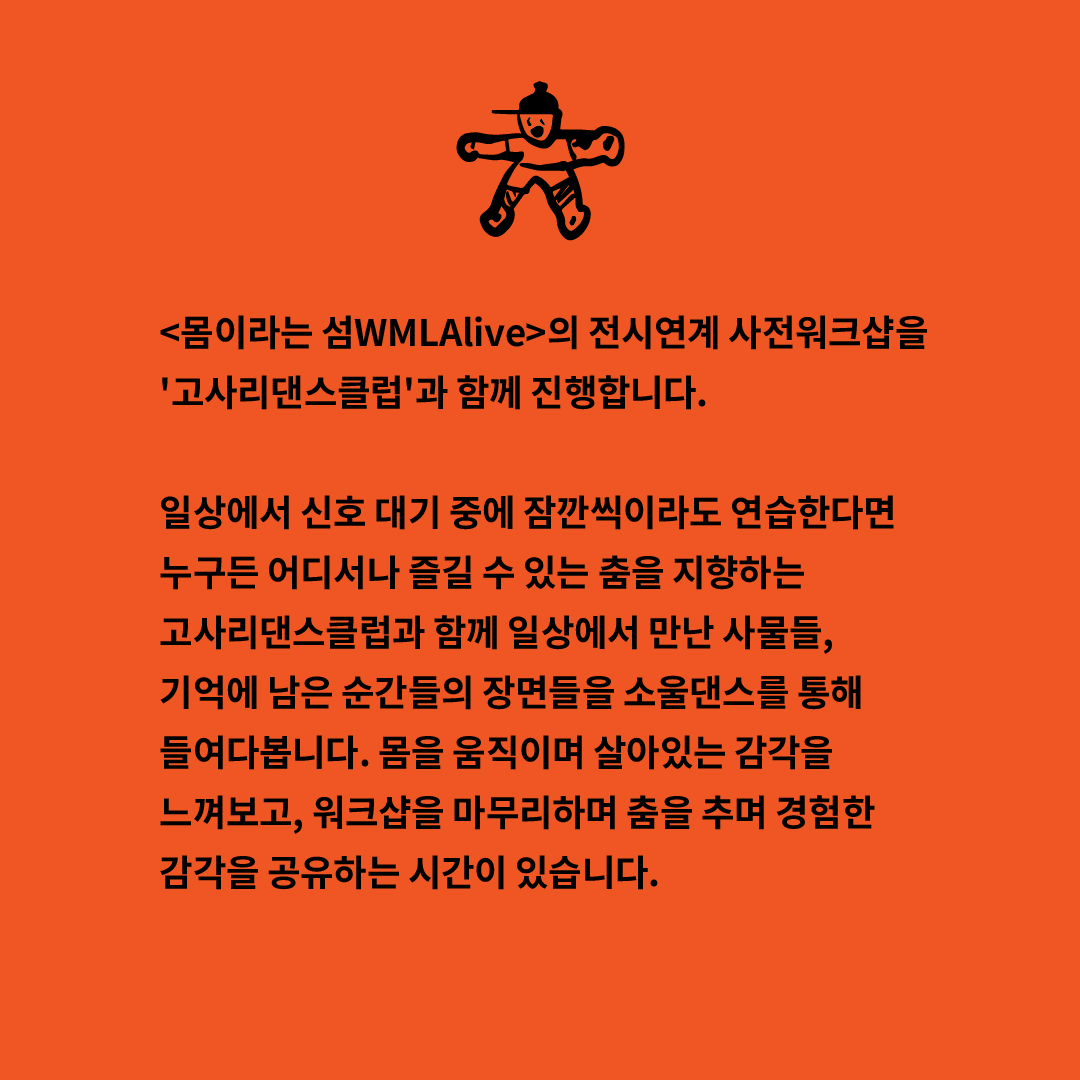 <몸이라는 섬WMLAlive>의 전시연계 사전워크샵을
'고사리댄스클럽'과 함께 진행합니다.
일상에서 신호 대기 중에 잠깐씩이라도 연습한다면
누구든 어디서나 즐길 수 있는 춤을 지향하는
고사리댄스클럽과 함께 일상에서 만난 사물들,
기억에 남은 순간들의 장면들을 소울댄스를 통해
들여다봅니다. 몸을 움직이며 살아있는 감각을
느껴보고, 워크샵을 마무리하며 춤을 추며 경험한
감각을 공유하는 시간이 있습니다.